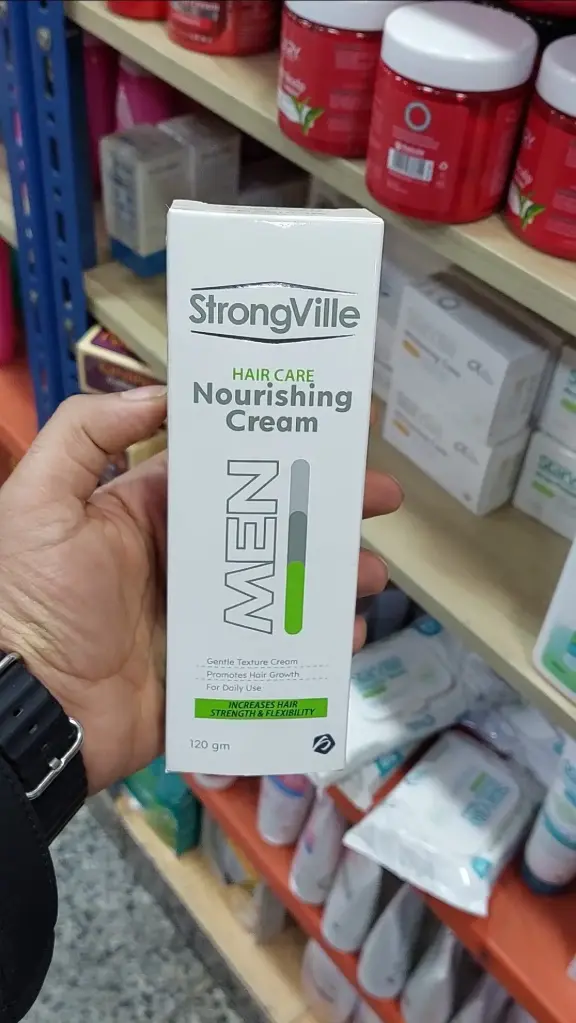 StrongVille
HAIR CARE
Nourishing
Cream
MEN
Gentle Texture Cream
Promotes Hair Growth
For Daily Use
INCREASES HAIR
STRENGTH & FLEXIBILITY
120 gm